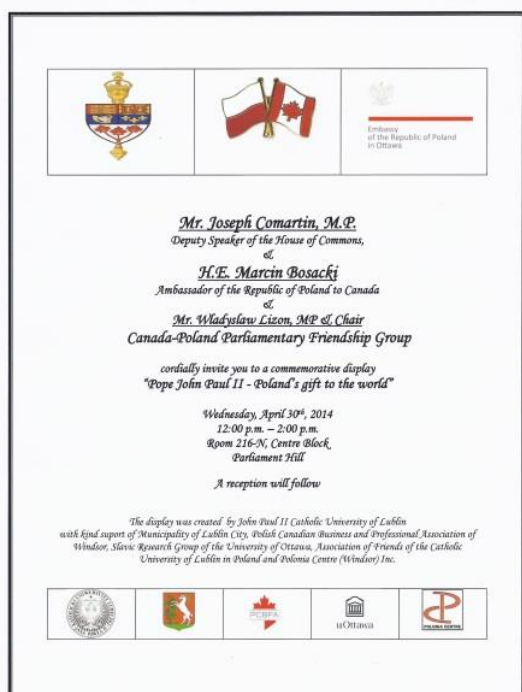 Embassy
of the Republic of Poland
in Ottawa
Mr. Joseph Comartin, M.P.
Deputy Speaker of the House of Commons,
&
H.E. Marcin Bosacki
Ambassador of the Republic of Poland to Canada
&
Mr. Wladyslaw Lizon, MP & Chair
Canada-Poland Parliamentary Friendship Group
cordially invite you to a commemorative display
"Pope John Paul II - Poland's gift to the world"
Wednesday, April 30th, 2014
12:00 p.m. – 2:00 p.m.
Room 216-N, Centre Block
Parliament Hill
A reception will follow
The display was created by John Paul II Catholic University of Lublin
with kind suport of Municipality of Lublin City, Polish Canadian Business and Professional Association of
Windsor, Slavic Research Group of the University of Ottawa, Association of Friends of the Catholic
University of Lublin in Poland and Polonia Centre (Windsor) Inc.
PCBPA
uOttawa
POLONIA CENTRE